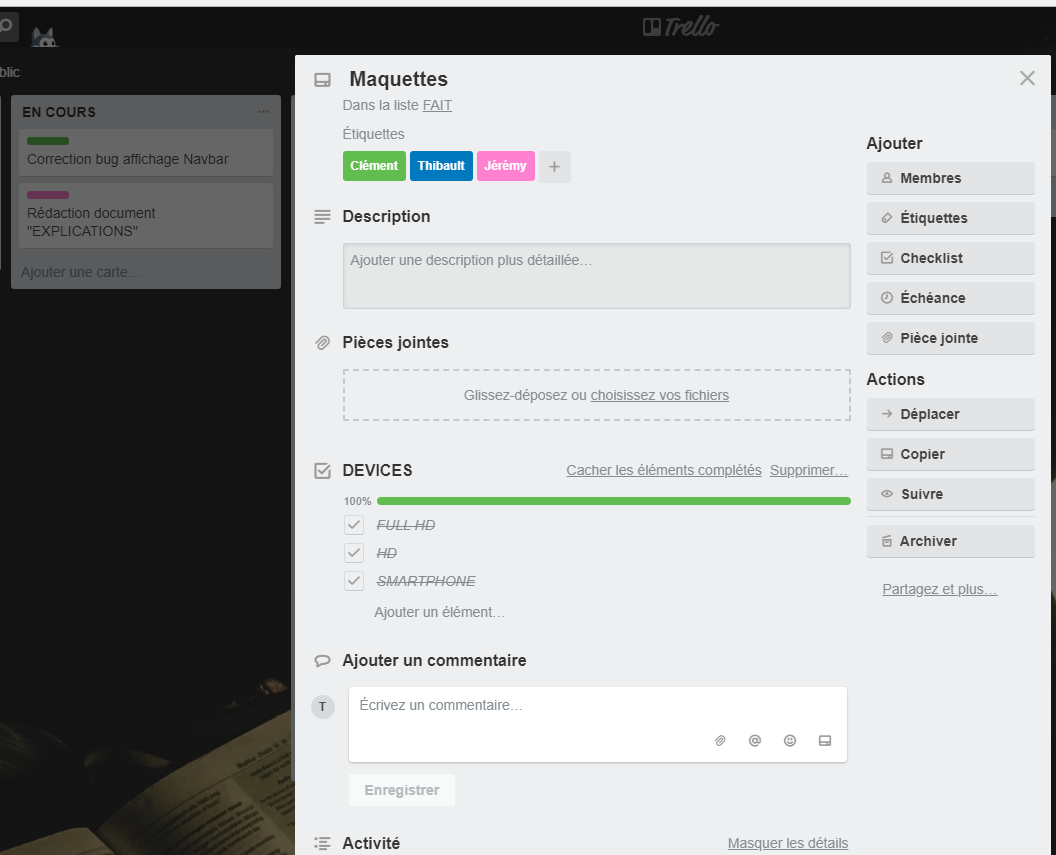 Trello
blic
EN COURS
Correction bug affichage Navbar
Rédaction document
"EXPLICATIONS"
Ajouter une carte…
Maquettes
Dans la liste FAIT
Étiquettes
Clément Thibault Jérémy +
Description
Ajouter une description plus détaillée…
Pièces jointes
Glissez-déposez ou choisissez vos fichiers
DEVICES Cacher les éléments complétés Supprimer…
100%
FULL HD
HD
SMARTPHONE
Ajouter un élément…
Ajouter un commentaire
T
Écrivez un commentaire…
Enregistrer
Activité Masquer les détails
Ajouter
Membres
Étiquettes
Checklist
Échéance
Pièce jointe
Actions
Déplacer
Copier
Suivre
Archiver
Partagez et plus…